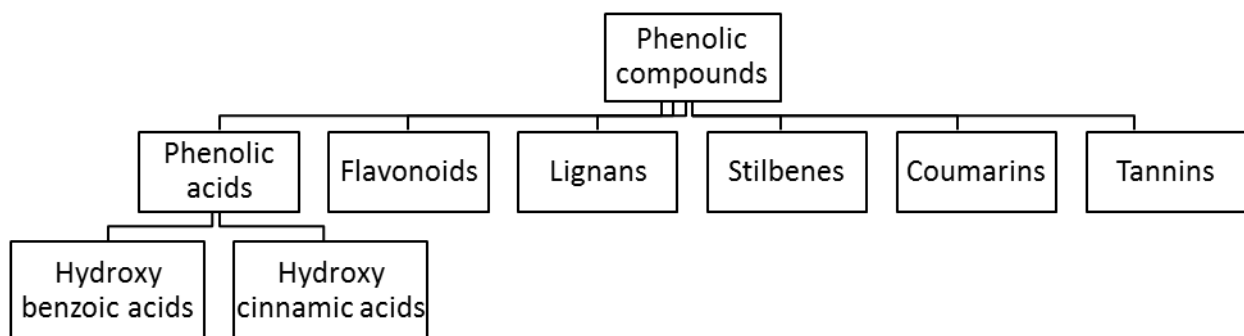 Phenolic
compounds
Phenolic
acids
Flavonoids
Lignans
Stilbenes
Coumarins
Tannins
Hydroxy
benzoic acids
Hydroxy
cinnamic acids